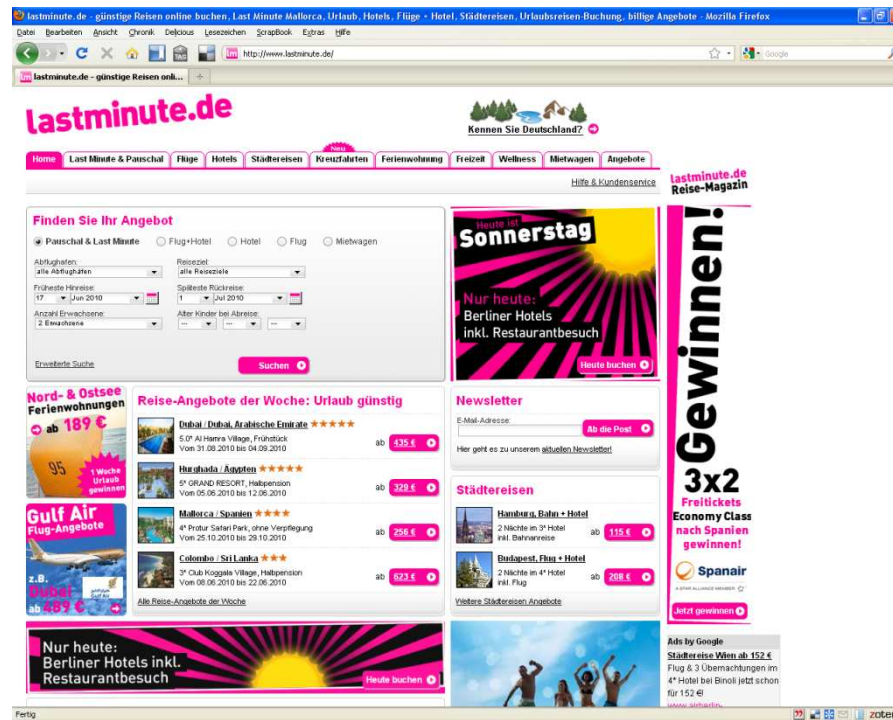 lastminute.de - günstige Reisen online buchen, Last Minute Mallorca, Urlaub, Hotels, Flüge + Hotel, Städtereisen, Urlaubsreisen-Buchung, billige Angebote - Mozilla Firefox
Datei Bearbeiten Ansicht Chronik Delicious Lesezeichen ScrapBook Extras Hilfe
TAG
lm http://www.lastminute.de/
Google
lm lastminute.de - günstige Reisen onli...
lastminute.de
Kennen Sie Deutschland?
Neu
Home Last Minute & Pauschal Flüge Hotels Städtereisen Kreuzfahrten Ferienwohnung Freizeit Wellness Mietwagen Angebote
Hilfe & Kundenservice
Finden Sie Ihr Angebot
Pauschal & Last Minute Flug+Hotel Hotel Flug Mietwagen
Abflughafen: Reiseziel:
alle Abflughäfen alle Reiseziele
Früheste Hinreise: Späteste Rückreise:
17 Jun 2010 1 Jul 2010
Anzahl Erwachsene: Alter Kinder bei Abreise:
2 Erwachsene --- --- ---
Erweiterte Suche Suchen
Heute ist
Sonnerstag
Nur heute:
Berliner Hotels
inkl. Restaurantbesuch
Heute buchen
Nord- & Ostsee
Ferienwohnungen
ab 189 €
95
1 Woche
Urlaub
gewinnen
Gulf Air
Flug-Angebote
z.B.
Dubai
ab 489 €
Reise-Angebote der Woche: Urlaub günstig
Dubai / Dubai, Arabische Emirate
5.0* Al Hamra Village, Frühstück
Vom 31.08.2010 bis 04.09.2010
ab 435 €
Hurghada / Ägypten
5* GRAND RESORT, Halbpension
Vom 05.06.2010 bis 12.06.2010
ab 329 €
Mallorca / Spanien
4* Protur Safari Park, ohne Verpflegung
Vom 25.10.2010 bis 29.10.2010
ab 256 €
Colombo / Sri Lanka
3* Club Koggala Village, Halbpension
Vom 08.06.2010 bis 22.06.2010
ab 623 €
Alle Reise-Angebote der Woche
Newsletter
E-Mail-Adresse:
Ab die Post
Hier geht es zu unserem aktuellen Newsletter!
Städtereisen
Hamburg, Bahn + Hotel
2 Nächte im 3* Hotel
inkl. Bahnanreise
ab 115 €
Budapest, Flug + Hotel
2 Nächte im 4* Hotel
inkl. Flug
ab 208 €
Weitere Städtereisen Angebote
Nur heute:
Berliner Hotels inkl.
Restaurantbesuch
Heute buchen
lastminute.de
Reise-Magazin
Gewinnen!
3x2
Freitickets
Economy Class
nach Spanien
gewinnen!
Spanair
A STAR ALLIANCE MEMBER
Jetzt gewinnen
Ads by Google
Städtereise Wien ab 152 €
Flug & 3 Übernachtungen im
4* Hotel bei Binoli jetzt schon
für 152 €!
Fertig
zoter